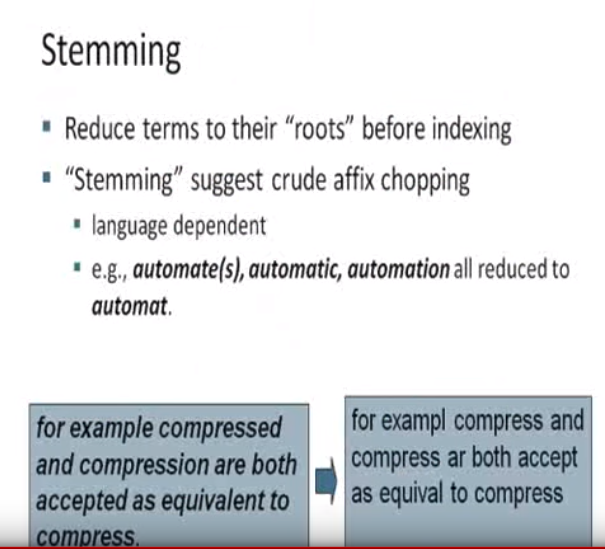 Stemming
Reduce terms to their “roots” before indexing
“Stemming” suggest crude affix chopping
language dependent
e.g., automate(s), automatic, automation all reduced to
automat.
for example compressed
and compression are both
accepted as equivalent to
compress.
for exampl compress and
compress ar both accept
as equival to compress